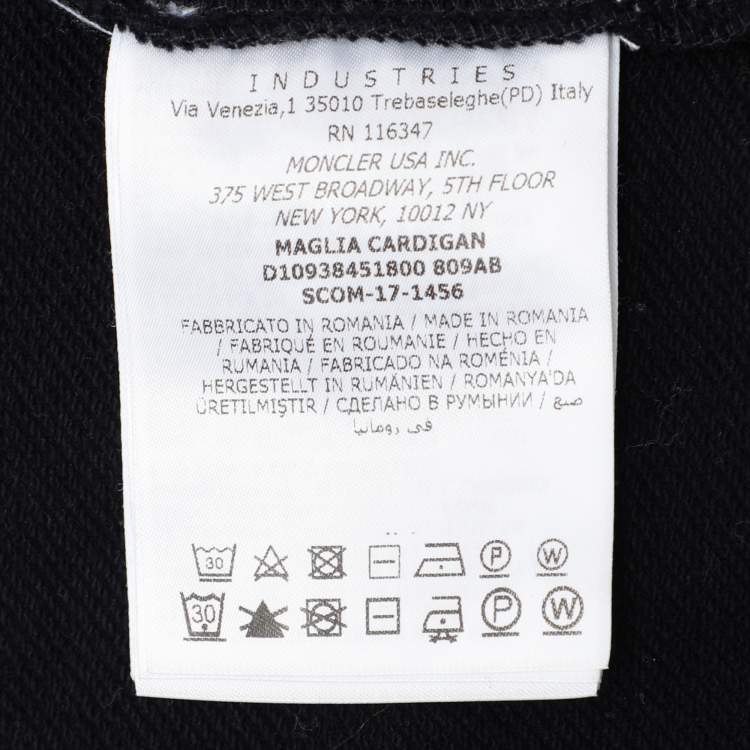 INDUSTRIES
Via Venezia,1 35010 Trebaseleghe(PD) Italy
RN 116347
MONCLER USA INC.
375 WEST BROADWAY, 5TH FLOOR
NEW YORK, 10012 NY
MAGLIA CARDIGAN
D10938451800 809AB
SCOM-17-1456
FABBRICATO IN ROMANIA / MADE IN ROMANIA
/ FABRIQUÉ EN ROUMANIE / HECHO EN
RUMANIA / FABRICADO NA ROMÉNIA /
HERGESTELLT IN RUMÄNIEN / ROMANYA'DA
ÜRETILMIŞTIR / СДЕЛАНО В РУМЫНИИ / صنع
في رومانيا
30 P W
30 P W